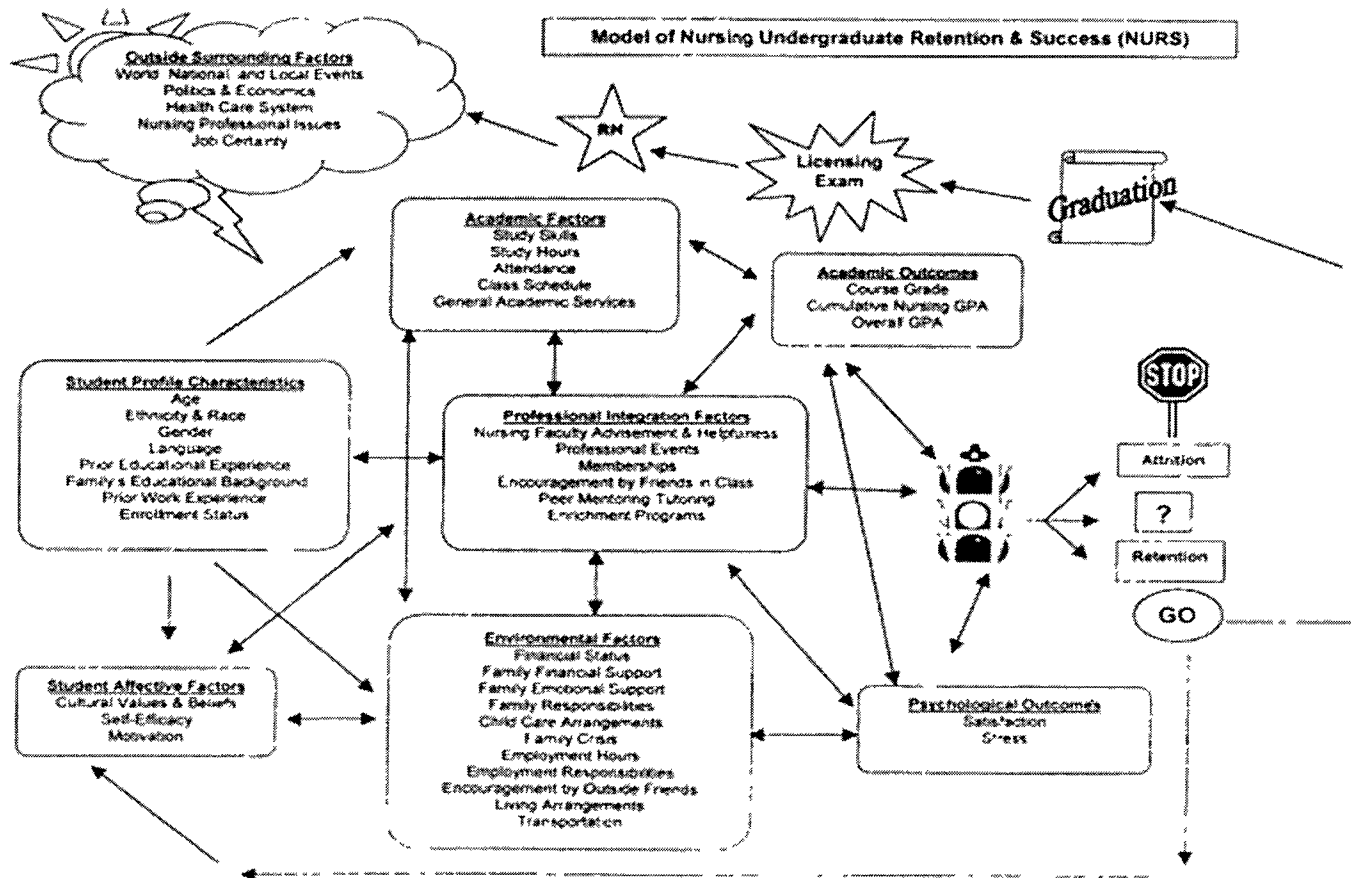 Model of Nursing Undergraduate Retention & Success (NURS)
Outside Surrounding Factors
World, National, and Local Events
Politics & Economics
Health Care System
Nursing Professional Issues
Job Certainty
RN
Licensing
Exam
Graduation
Academic Factors
Study Skills
Study Hours
Attendance
Class Schedule
General Academic Services
Academic Outcomes
Course Grade
Cumulative Nursing GPA
Overall GPA
Student Profile Characteristics
Age
Ethnicity & Race
Gender
Language
Prior Educational Experience
Family's Educational Background
Prior Work Experience
Enrollment Status
Professional Integration Factors
Nursing Faculty Advisement & Helpfulness
Professional Events
Memberships
Encouragement by Friends in Class
Peer Mentoring Tutoring
Enrichment Programs
STOP
Attrition
?
Retention
GO
Student Affective Factors
Cultural Values & Beliefs
Self-Efficacy
Motivation
Environmental Factors
Financial Status
Family Financial Support
Family Emotional Support
Family Responsibilities
Child Care Arrangements
Family Crisis
Employment Hours
Employment Responsibilities
Encouragement by Outside Friends
Living Arrangements
Transportation
Psychological Outcomes
Satisfaction
Stress